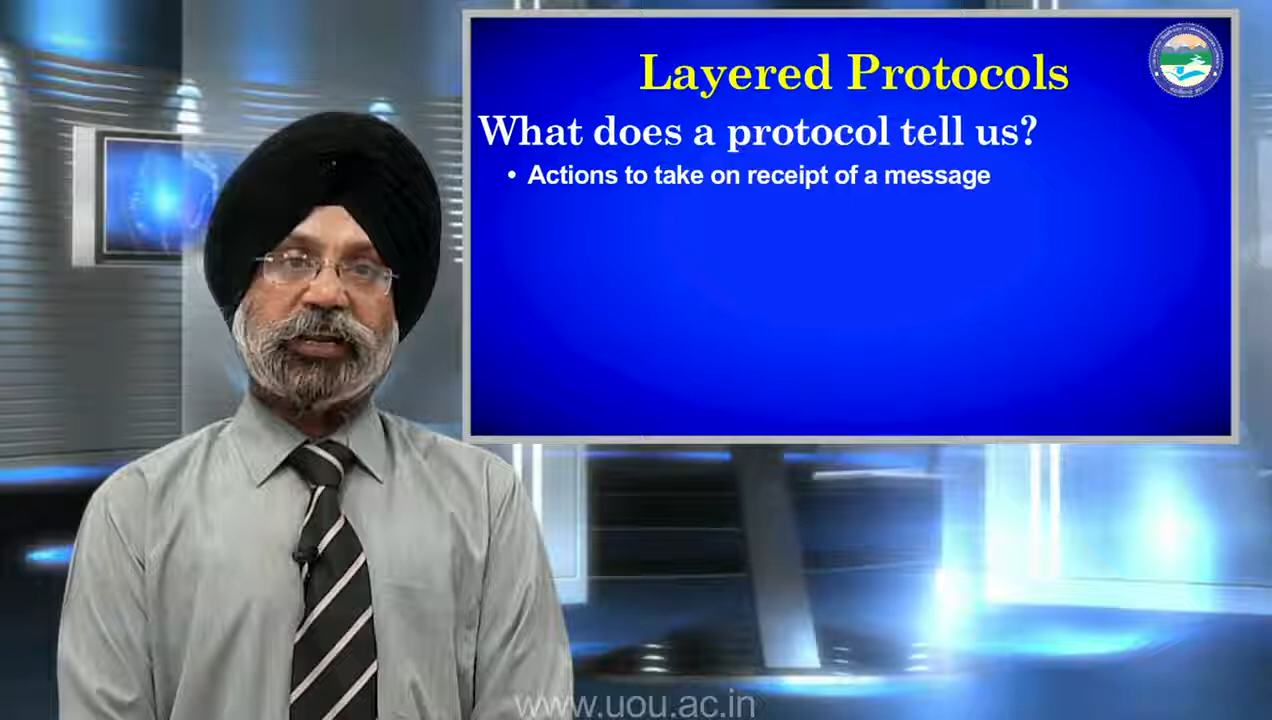 Layered Protocols
What does a protocol tell us?
• Actions to take on receipt of a message
www.uou.ac.in